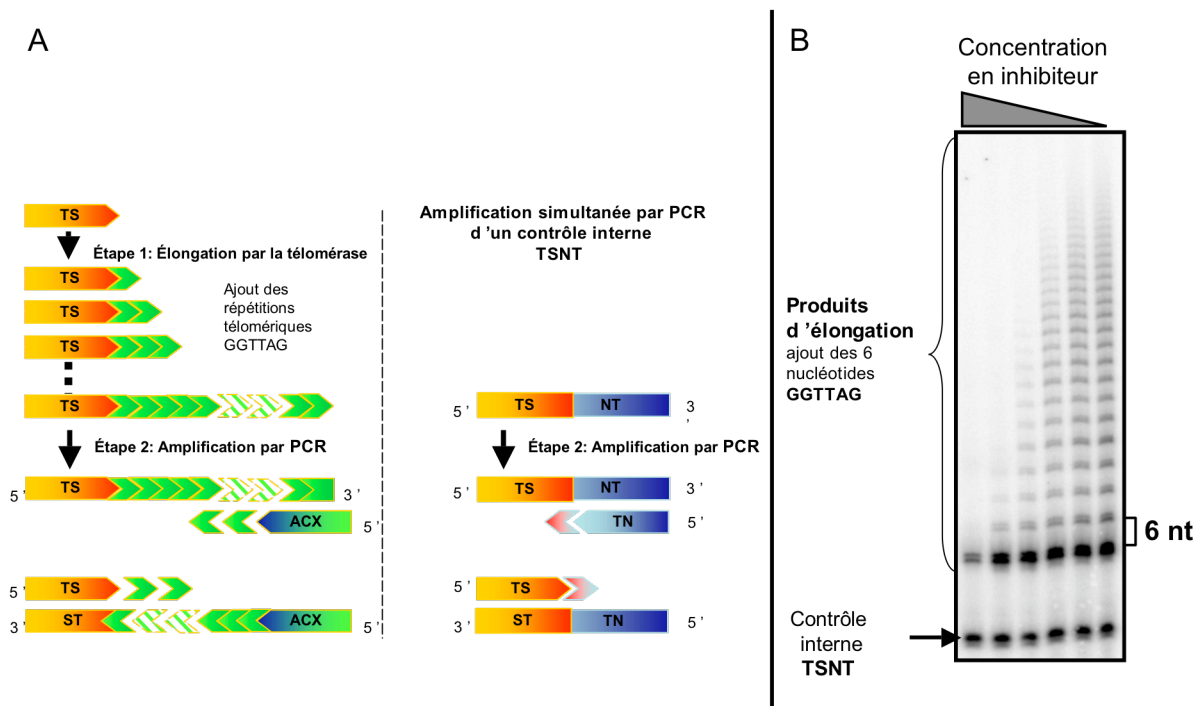 A
TS
Étape 1: Élongation par la télomérase
TS
TS
TS
Ajout des
répétitions
télomériques
GGTTAG
TS
Étape 2: Amplification par PCR
5 '
TS
3 '
ACX
5 '
5 '
TS
3 '
ST
ACX
5 '
Amplification simultanée par PCR
d 'un contrôle interne
TSNT
5 '
TS
NT
3 '
Étape 2: Amplification par PCR
5 '
TS
NT
3 '
TN
5 '
5 '
TS
3 '
ST
TN
5 '
B
Concentration
en inhibiteur
Produits
d 'élongation
ajout des 6
nucléotides
GGTTAG
6 nt
Contrôle
interne
TSNT